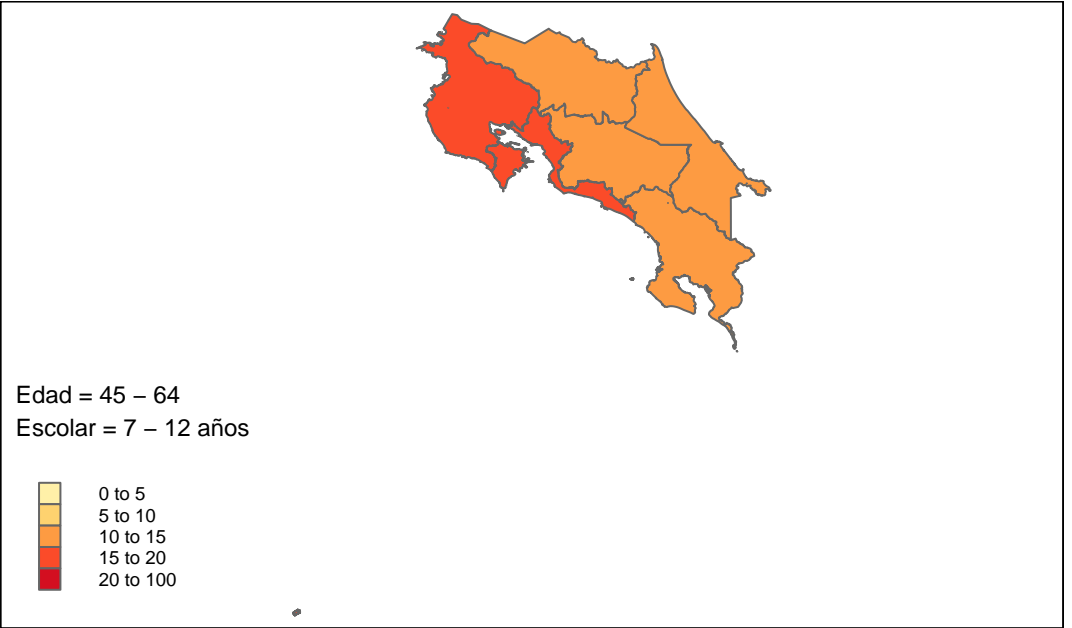 Edad = 45 – 64
Escolar = 7 – 12 años
0 to 5
5 to 10
10 to 15
15 to 20
20 to 100